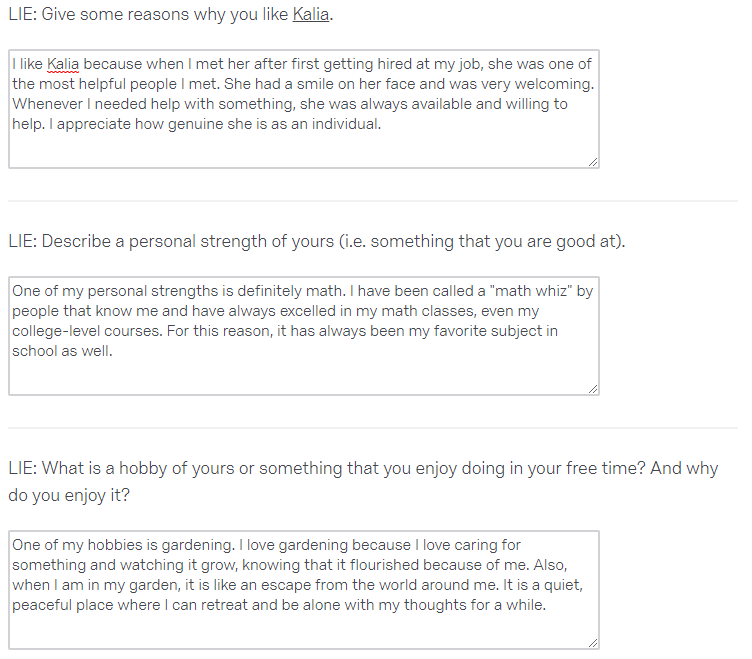 LIE: Give some reasons why you like Kalia.
I like Kalia because when I met her after first getting hired at my job, she was one of
the most helpful people I met. She had a smile on her face and was very welcoming.
Whenever I needed help with something, she was always available and willing to
help. I appreciate how genuine she is as an individual.
LIE: Describe a personal strength of yours (i.e. something that you are good at).
One of my personal strengths is definitely math. I have been called a "math whiz" by
people that know me and have always excelled in my math classes, even my
college-level courses. For this reason, it has always been my favorite subject in
school as well.
LIE: What is a hobby of yours or something that you enjoy doing in your free time? And why
do you enjoy it?
One of my hobbies is gardening. I love gardening because I love caring for
something and watching it grow, knowing that it flourished because of me. Also,
when I am in my garden, it is like an escape from the world around me. It is a quiet,
peaceful place where I can retreat and be alone with my thoughts for a while.